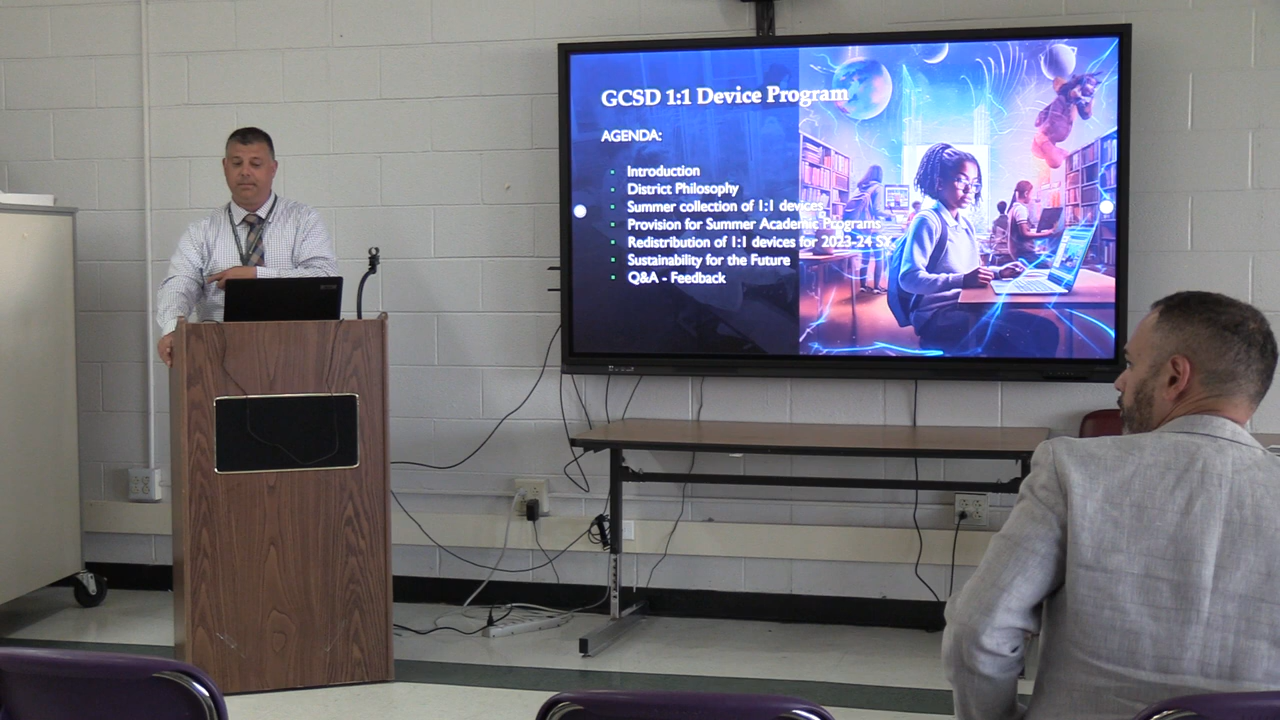 GCSD 1:1 Device Program
AGENDA:
Introduction
District Philosophy
Summer collection of 1:1 devices
Provision for Summer Academic Programs
Redistribution of 1:1 devices for 2023-24 SY
Sustainability for the Future
Q&A - Feedback